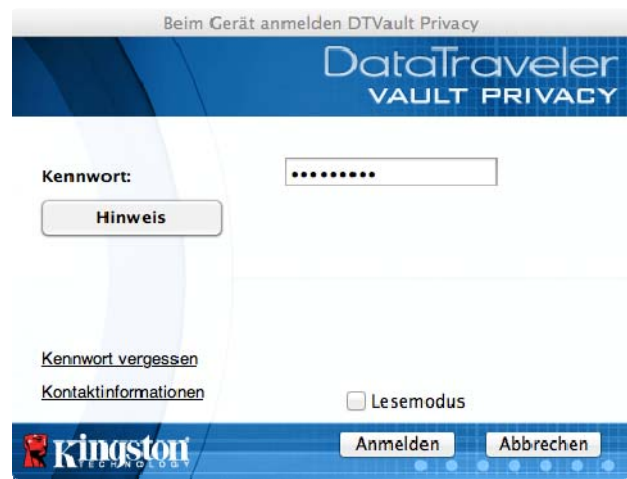 Beim Gerät anmelden DTVault Privacy
DataTraveler
VAULT PRIVACY
Kennwort:
•••••••••
Hinweis
Kennwort vergessen
Kontaktinformationen
Lesemodus
Kingston
TECHNOLOGY
Anmelden
Abbrechen